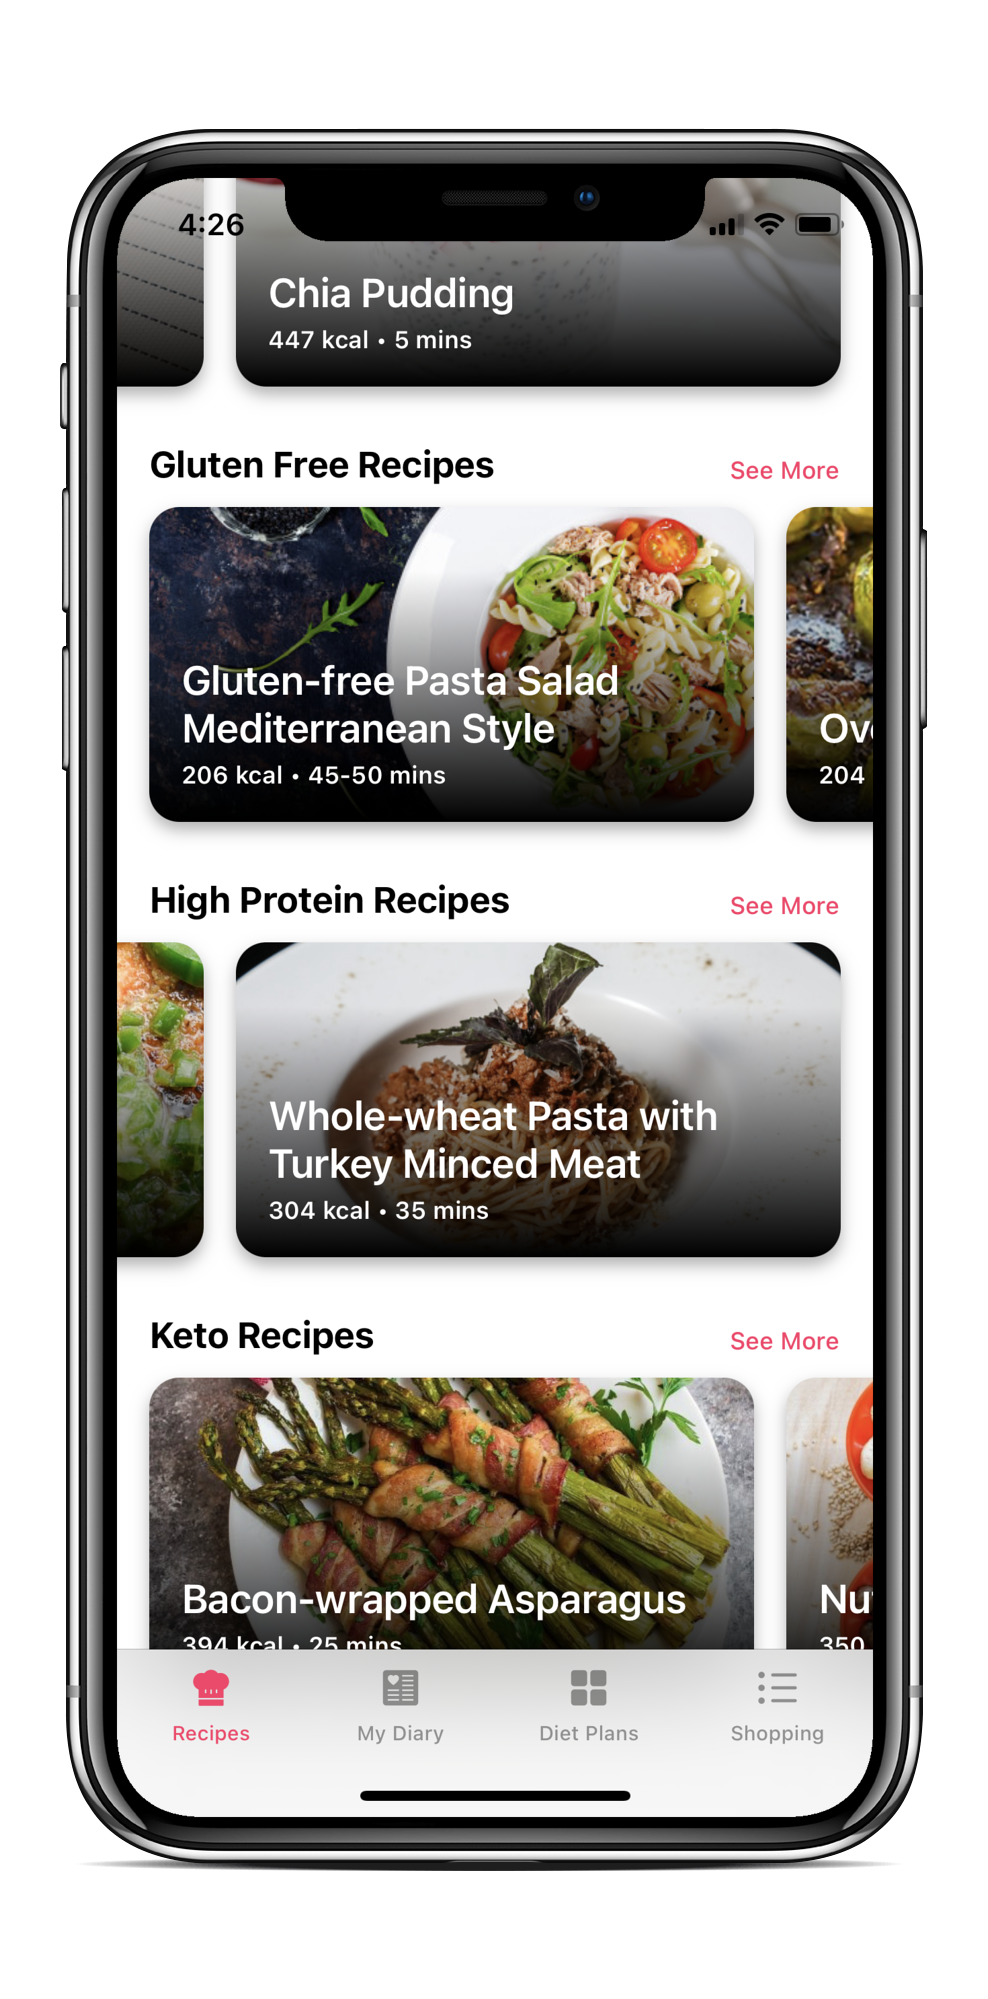 4:26
Chia Pudding
447 kcal • 5 mins
Gluten Free Recipes
See More
Gluten-free Pasta Salad
Mediterranean Style
206 kcal • 45-50 mins
204
High Protein Recipes
See More
Whole-wheat Pasta with
Turkey Minced Meat
304 kcal • 35 mins
Keto Recipes
See More
Bacon-wrapped Asparagus
394 kcal • 25 mins
350
Recipes
My Diary
Diet Plans
Shopping